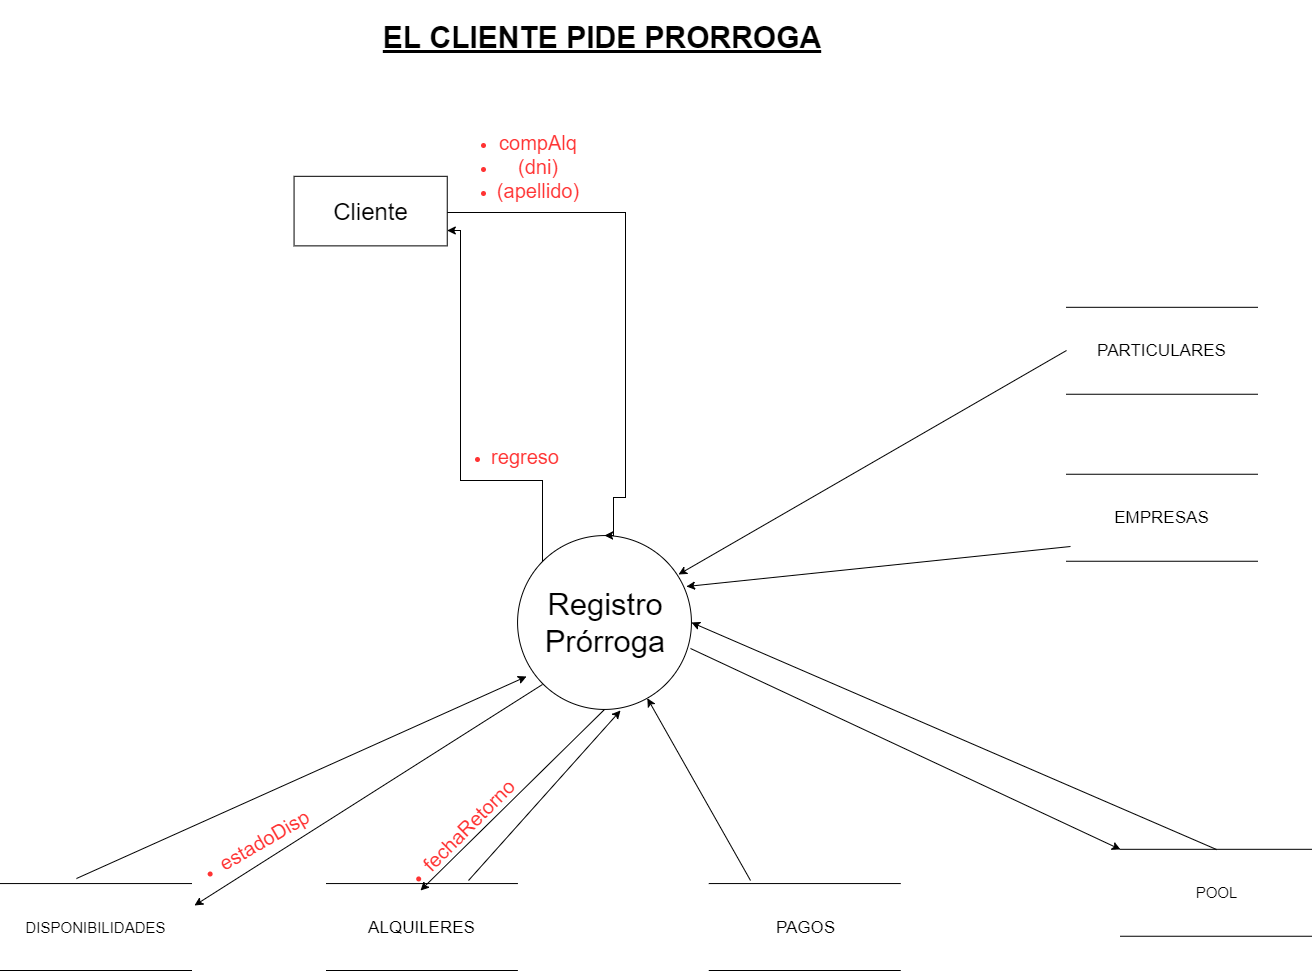 EL CLIENTE PIDE PRORROGA
• compAlq
• (dni)
• (apellido)
Cliente
PARTICULARES
• regreso
EMPRESAS
Registro
Prórroga
• estadoDisp
• fechaRetorno
DISPONIBILIDADES
ALQUILERES
PAGOS
POOL